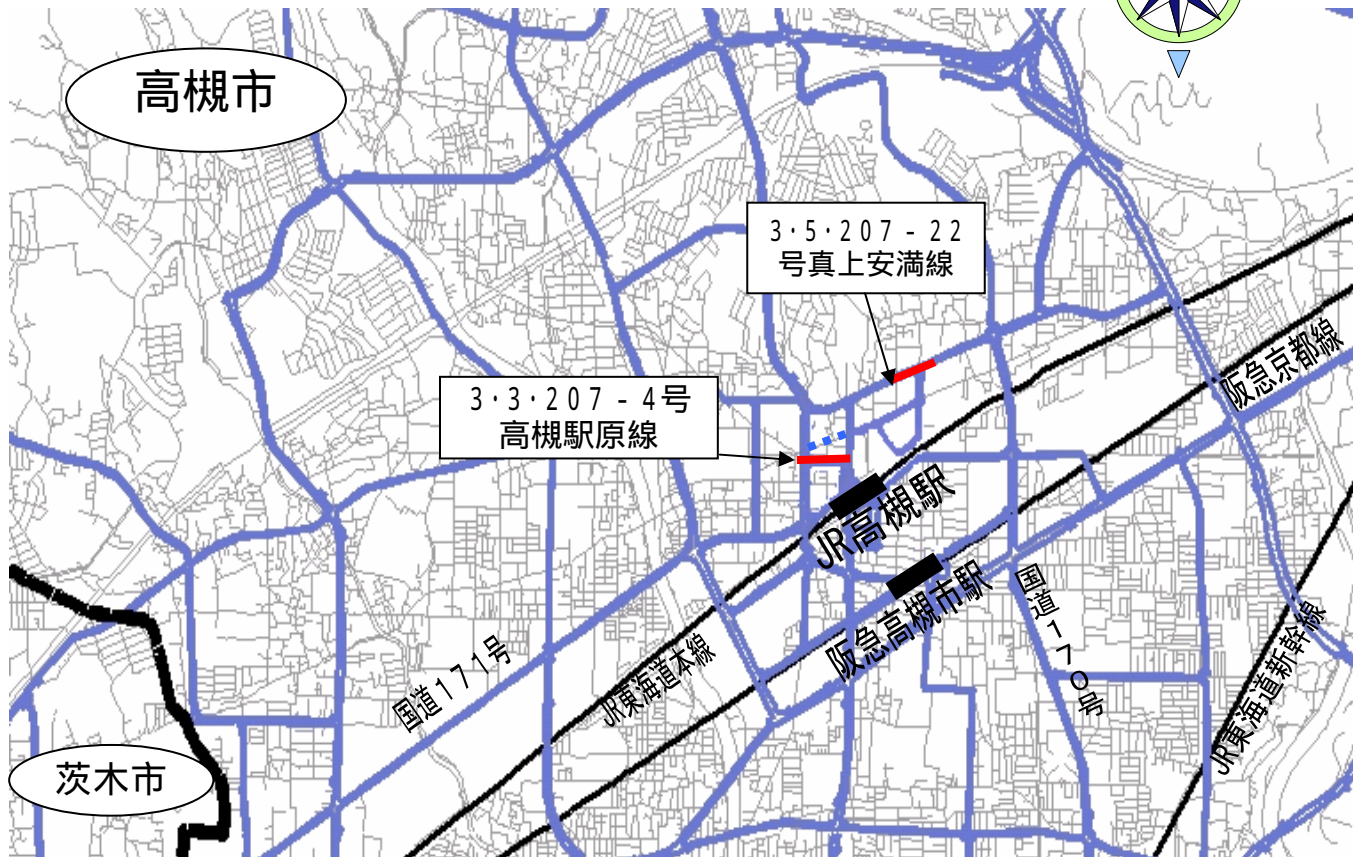 高槻市
3・5・207-22
号真上安満線
阪急京都線
3・3・207-4号
高槻駅原線
JR高槻駅
阪急高槻市駅
国道170号
国道171号
JR東海道本線
JR東海道新幹線
茨木市